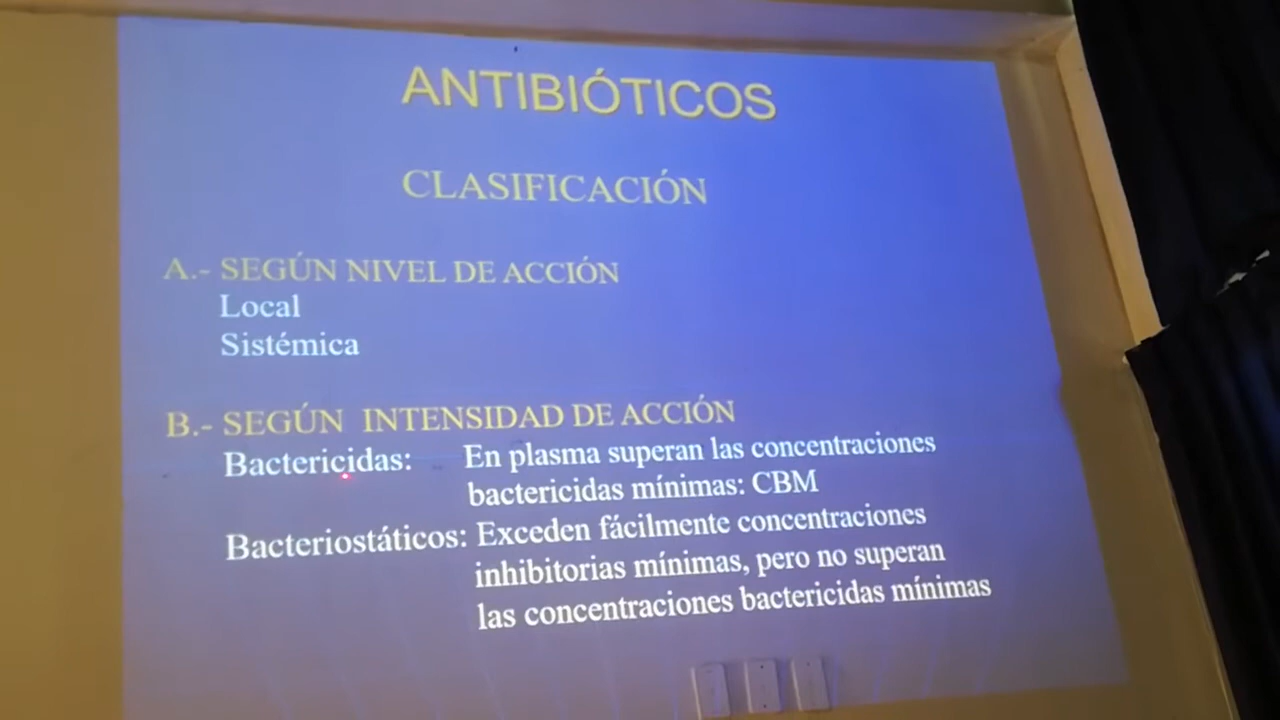 ANTIBIÓTICOS
CLASIFICACIÓN
A.- SEGÚN NIVEL DE ACCIÓN
Local
Sistémica
B.- SEGÚN INTENSIDAD DE ACCIÓN
Bactericidas: En plasma superan las concentraciones
bactericidas mínimas: CBM
Bacteriostáticos: Exceden fácilmente concentraciones
inhibitorias mínimas, pero no superan
las concentraciones bactericidas mínimas